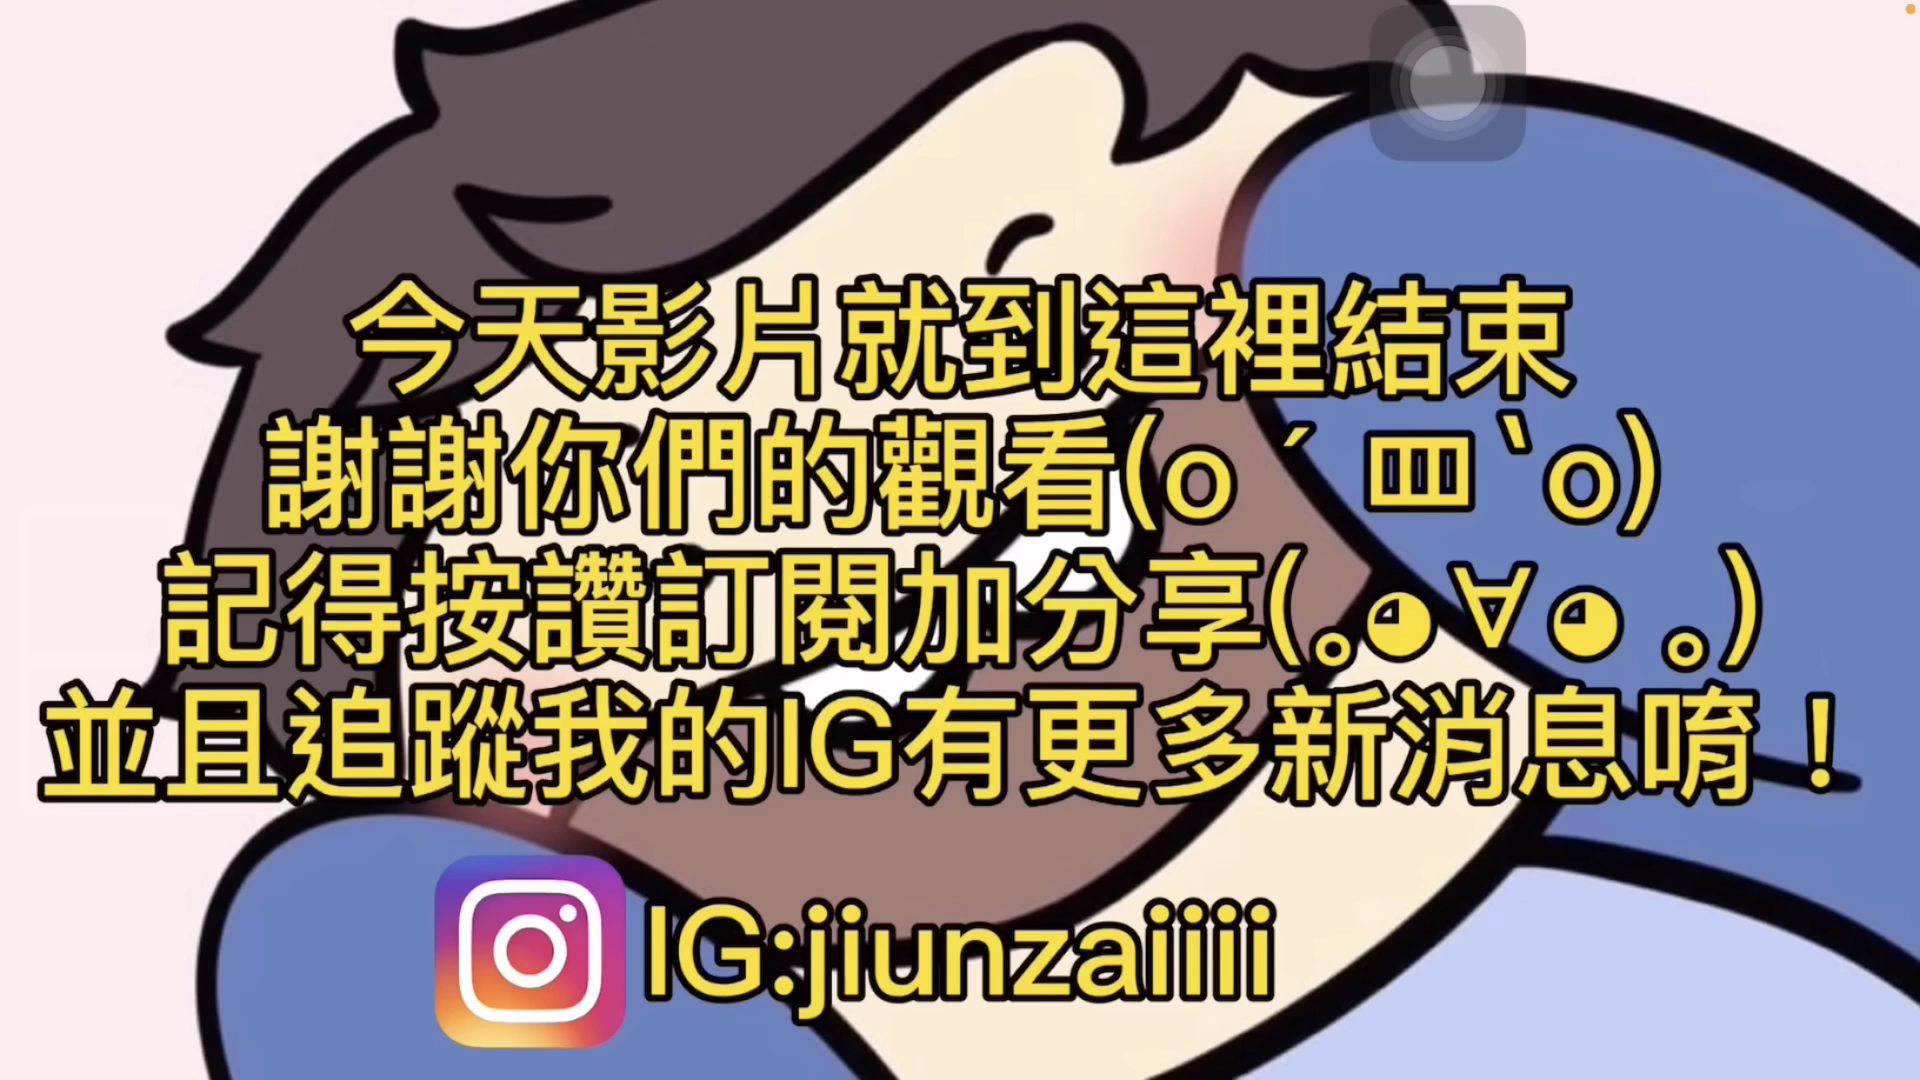 今天影片就到這裡結束
謝謝你們的觀看(o ˊ 罒 ˋo)
記得按讚訂閱加分享(｡◕∀◕｡)
並且追蹤我的IG有更多新消息唷！
IG:jiunzaiiii